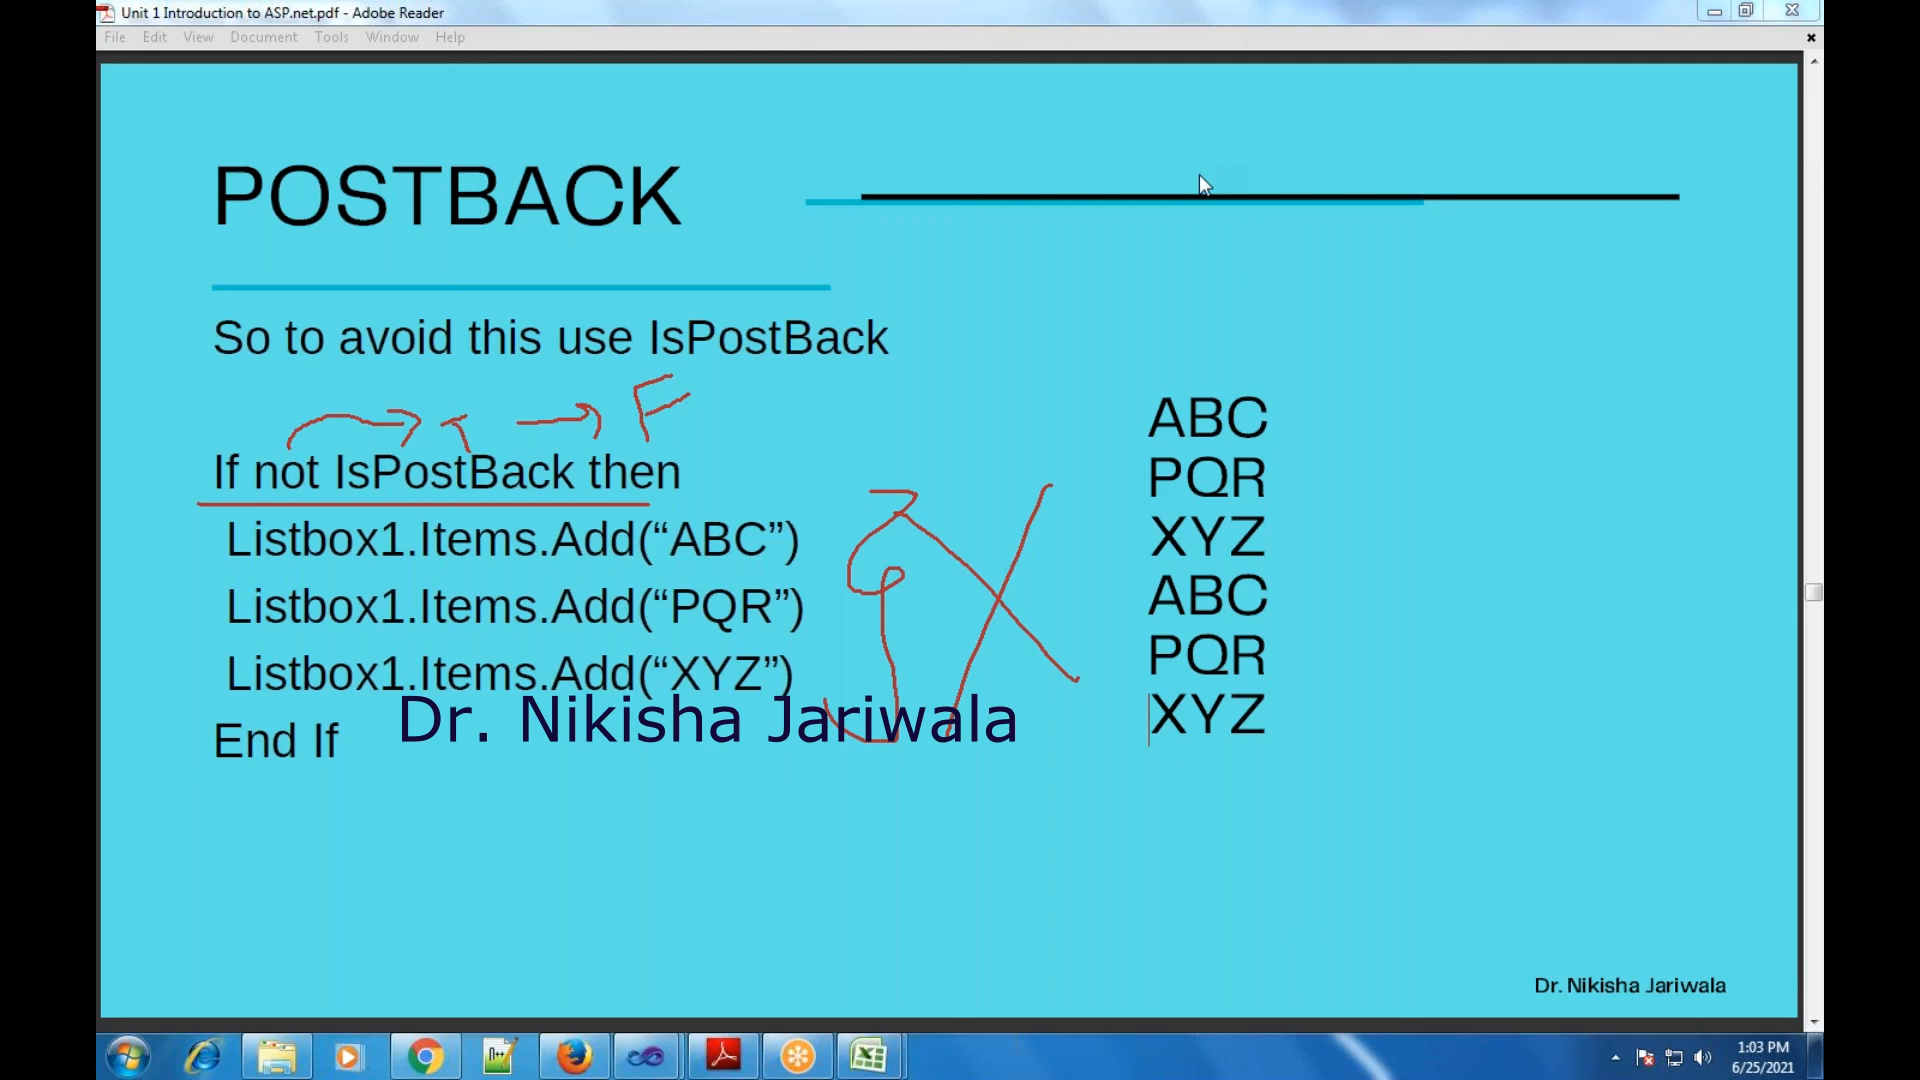 Unit 1 Introduction to ASP.net.pdf - Adobe Reader
File Edit View Document Tools Window Help
POSTBACK
So to avoid this use IsPostBack
T F
If not IsPostBack then
Listbox1.Items.Add(“ABC”)
Listbox1.Items.Add(“PQR”)
Listbox1.Items.Add(“XYZ”)
End If
Dr. Nikisha Jariwala
ABC
PQR
XYZ
ABC
PQR
XYZ
Dr. Nikisha Jariwala
1:03 PM
6/25/2021